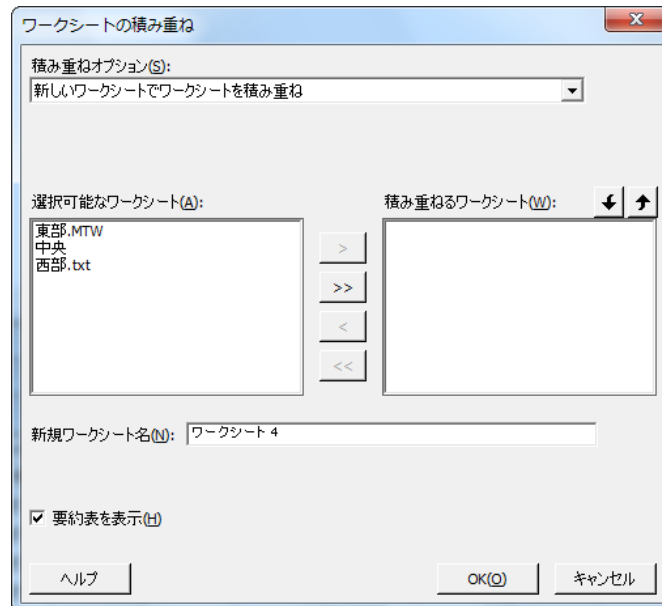 ワークシートの積み重ね
積み重ねオプション(S):
新しいワークシートでワークシートを積み重ね
選択可能なワークシート(A):
積み重ねるワークシート(W):
東部.MTW
中央
西部.txt
>
>>
<
<<
新規ワークシート名(N): ワークシート 4
要約表を表示(H)
ヘルプ
OK(O)
キャンセル